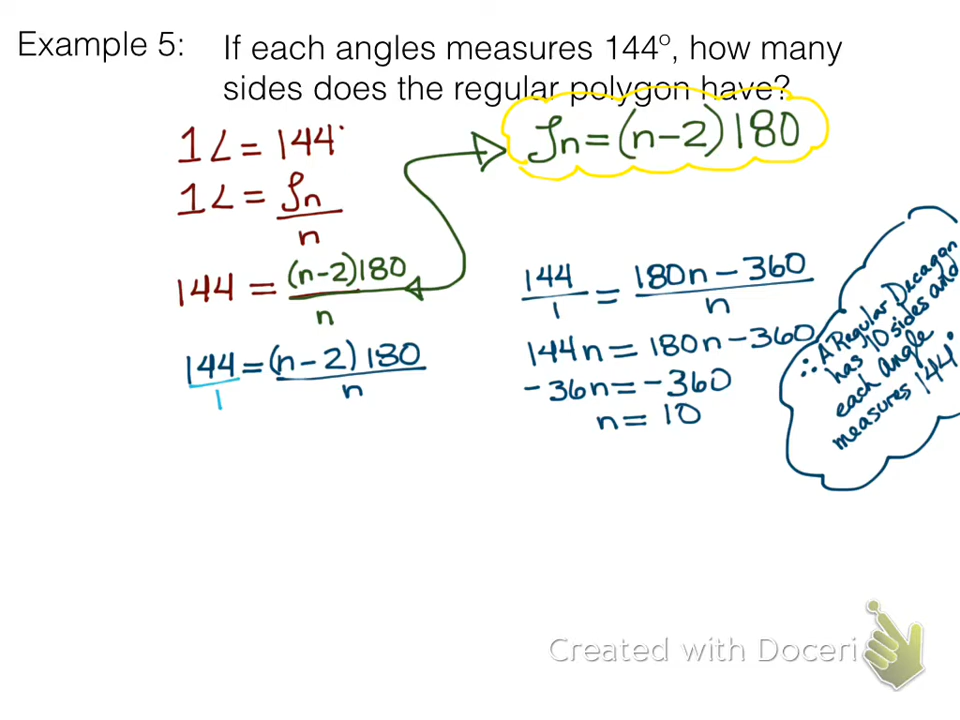 Example 5: If each angles measures 144°, how many
sides does the regular polygon have?
1∠ = 144°
1∠ = Sn
n
Sn = (n-2)180
144 = (n-2)180
n
144 = (n-2)180
1 n
144 = 180n - 360
1 n
144n = 180n - 360
-36n = -360
n = 10
∴ A Regular Decagon
has 10 sides and
each angle
measures 144°
Created with Doceri